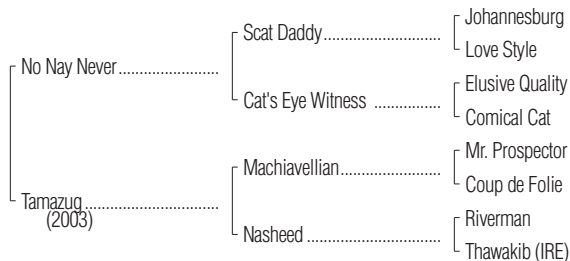 Johannesburg
Scat Daddy
Love Style
No Nay Never
Elusive Quality
Cat's Eye Witness
Comical Cat
Mr. Prospector
Machiavellian
Coup de Folie
Tamazug
(2003)
Riverman
Nasheed
Thawakib (IRE)